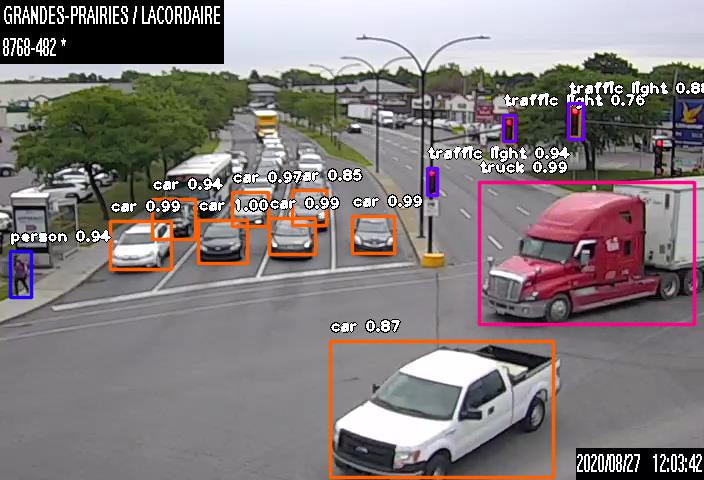 GRANDES-PRAIRIES / LACORDAIRE
8768-482 *
traffic light 0.88
traffic light 0.76
traffic light 0.94
truck 0.99
car 0.94
car 0.97
car 0.85
car 0.99
car 1.00
car 0.99
car 0.99
person 0.94
car 0.87
2020/08/27 12:03:42